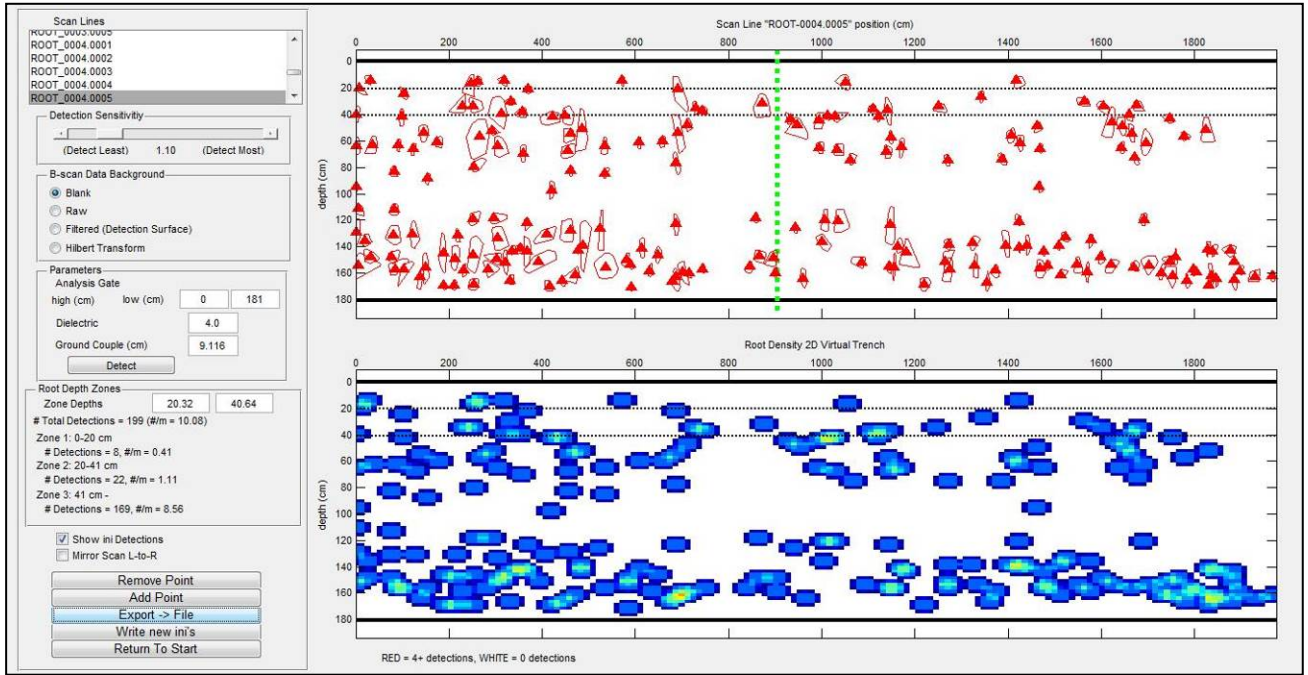 Scan Lines
ROOT_0003.0005
ROOT_0004.0001
ROOT_0004.0002
ROOT_0004.0003
ROOT_0004.0004
ROOT_0004.0005
Detection Sensitivitiy
(Detect Least) 1.10 (Detect Most)
B-scan Data Background
Blank
Raw
Filtered (Detection Surface)
Hilbert Transform
Parameters
Analysis Gate
high (cm) low (cm) 0 181
Dielectric 4.0
Ground Couple (cm) 9.116
Detect
Root Depth Zones
Zone Depths 20.32 40.64
# Total Detections = 199 (#/m = 10.08)
Zone 1: 0-20 cm
# Detections = 8, #/m = 0.41
Zone 2: 20-41 cm
# Detections = 22, #/m = 1.11
Zone 3: 41 cm -
# Detections = 169, #/m = 8.56
Show ini Detections
Mirror Scan L-to-R
Remove Point
Add Point
Export -> File
Write new ini's
Return To Start
Scan Line "ROOT-0004.0005" position (cm)
0 200 400 600 800 1000 1200 1400 1600 1800
0
20
40
60
80
100
120
140
160
180
depth (cm)
Root Density 2D Virtual Trench
0 200 400 600 800 1000 1200 1400 1600 1800
0
20
40
60
80
100
120
140
160
180
depth (cm)
RED = 4+ detections, WHITE = 0 detections